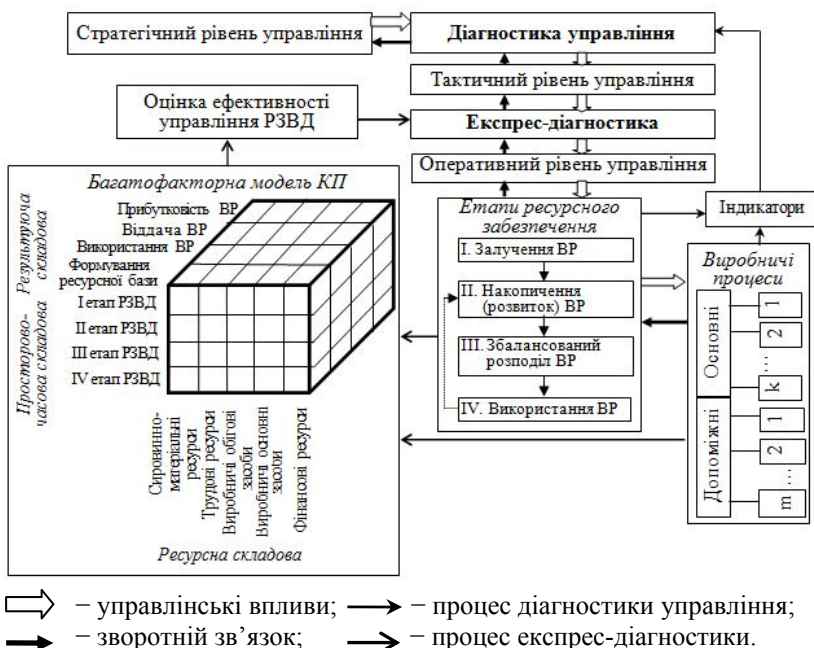 Стратегічний рівень управління
Діагностика управління
Тактичний рівень управління
Оцінка ефективності
управління РЗВД
Експрес-діагностика
Оперативний рівень управління
Багатофакторна модель КП
Результуюча
складова
Прибутковість ВР
Віддача ВР
Використання ВР
Формування
ресурсної бази
Просторово-
часова складова
І етап РЗВД
ІІ етап РЗВД
ІІІ етап РЗВД
IV етап РЗВД
Сировинно-
матеріальні
ресурси
Трудові ресурси
Виробничі обігові
засоби
Виробничі основні
засоби
Фінансові ресурси
Ресурсна складова
Етапи ресурсного
забезпечення
І. Залучення ВР
ІІ. Накопичення
(розвиток) ВР
ІІІ. Збалансований
розподіл ВР
IV. Використання ВР
Індикатори
Виробничі
процеси
Основні
1
2
...
k
Допоміжні
1
2
...
m
– управлінські впливи;
– процес діагностики управління;
– зворотній зв’язок;
– процес експрес-діагностики.